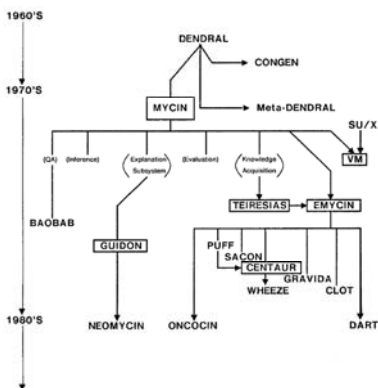 1960'S
DENDRAL
CONGEN
1970'S
MYCIN
Meta-DENDRAL
SU/X
VM
(QA)
(Inference)
(Explanation
Subsystem)
(Evaluation)
(Knowledge
Acquisition)
TEIRESIAS
EMYCIN
BAOBAB
GUIDON
PUFF
SACON
CENTAUR
GRAVIDA
WHEEZE
CLOT
1980'S
NEOMYCIN
ONCOCIN
DART